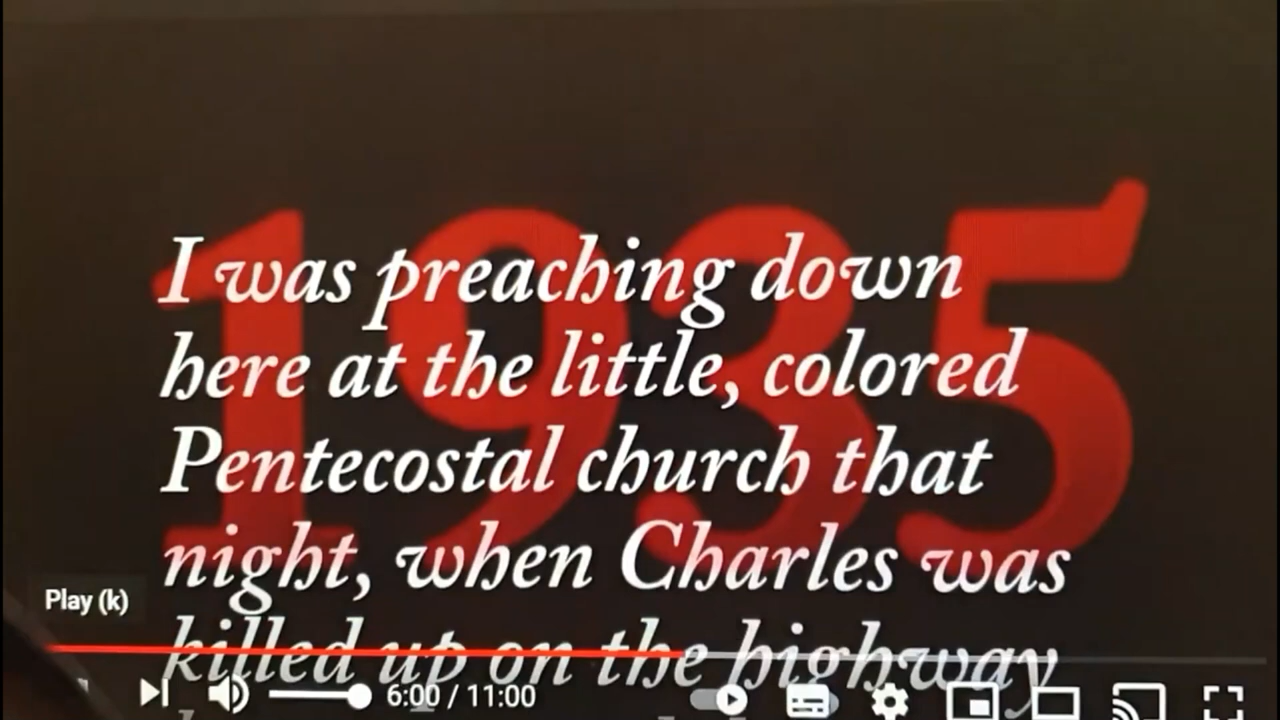 1935
I was preaching down
here at the little, colored
Pentecostal church that
night, when Charles was
killed up on the highway
Play (k)
6:00 / 11:00